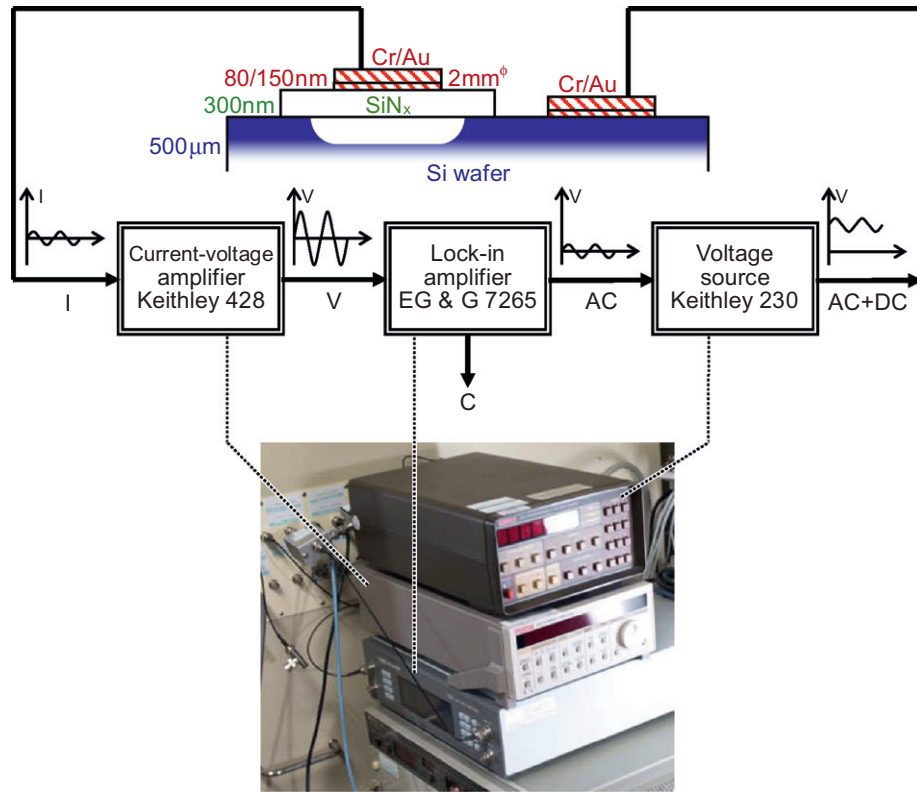 Cr/Au
80/150nm
2mmᶲ
Cr/Au
300nm
SiNₓ
500μm
Si wafer
I
V
V
V
Current-voltage
amplifier
Keithley 428
Lock-in
amplifier
EG & G 7265
Voltage
source
Keithley 230
I
V
AC
AC+DC
C